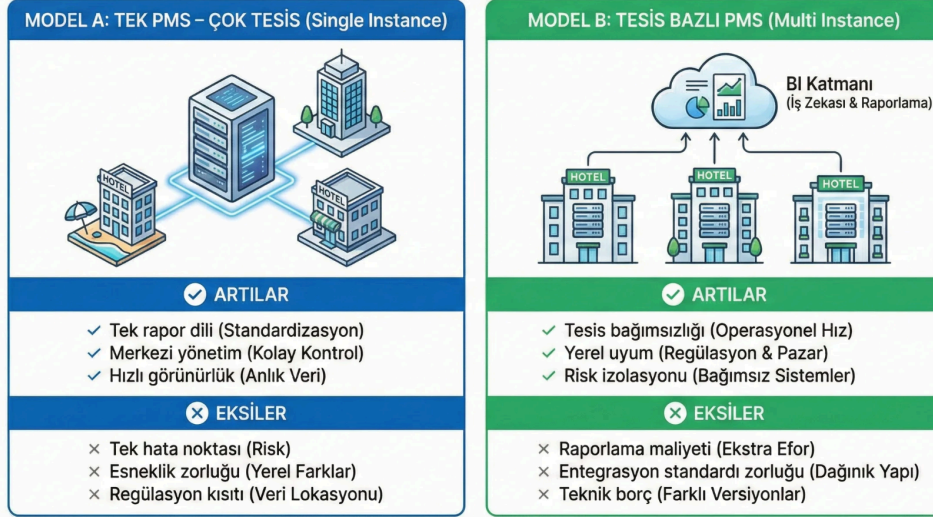 MODEL A: TEK PMS – ÇOK TESİS (Single Instance)
HOTEL
HOTEL
ARTILAR
Tek rapor dili (Standardizasyon)
Merkezi yönetim (Kolay Kontrol)
Hızlı görünürlük (Anlık Veri)
EKSİLER
Tek hata noktası (Risk)
Esneklik zorluğu (Yerel Farklar)
Regülasyon kısıtı (Veri Lokasyonu)
MODEL B: TESİS BAZLI PMS (Multi Instance)
BI Katmanı
(İş Zekası & Raporlama)
HOTEL
HOTEL
HOTEL
ARTILAR
Tesis bağımsızlığı (Operasyonel Hız)
Yerel uyum (Regülasyon & Pazar)
Risk izolasyonu (Bağımsız Sistemler)
EKSİLER
Raporlama maliyeti (Ekstra Efor)
Entegrasyon standardı zorluğu (Dağınık Yapı)
Teknik borç (Farklı Versiyonlar)